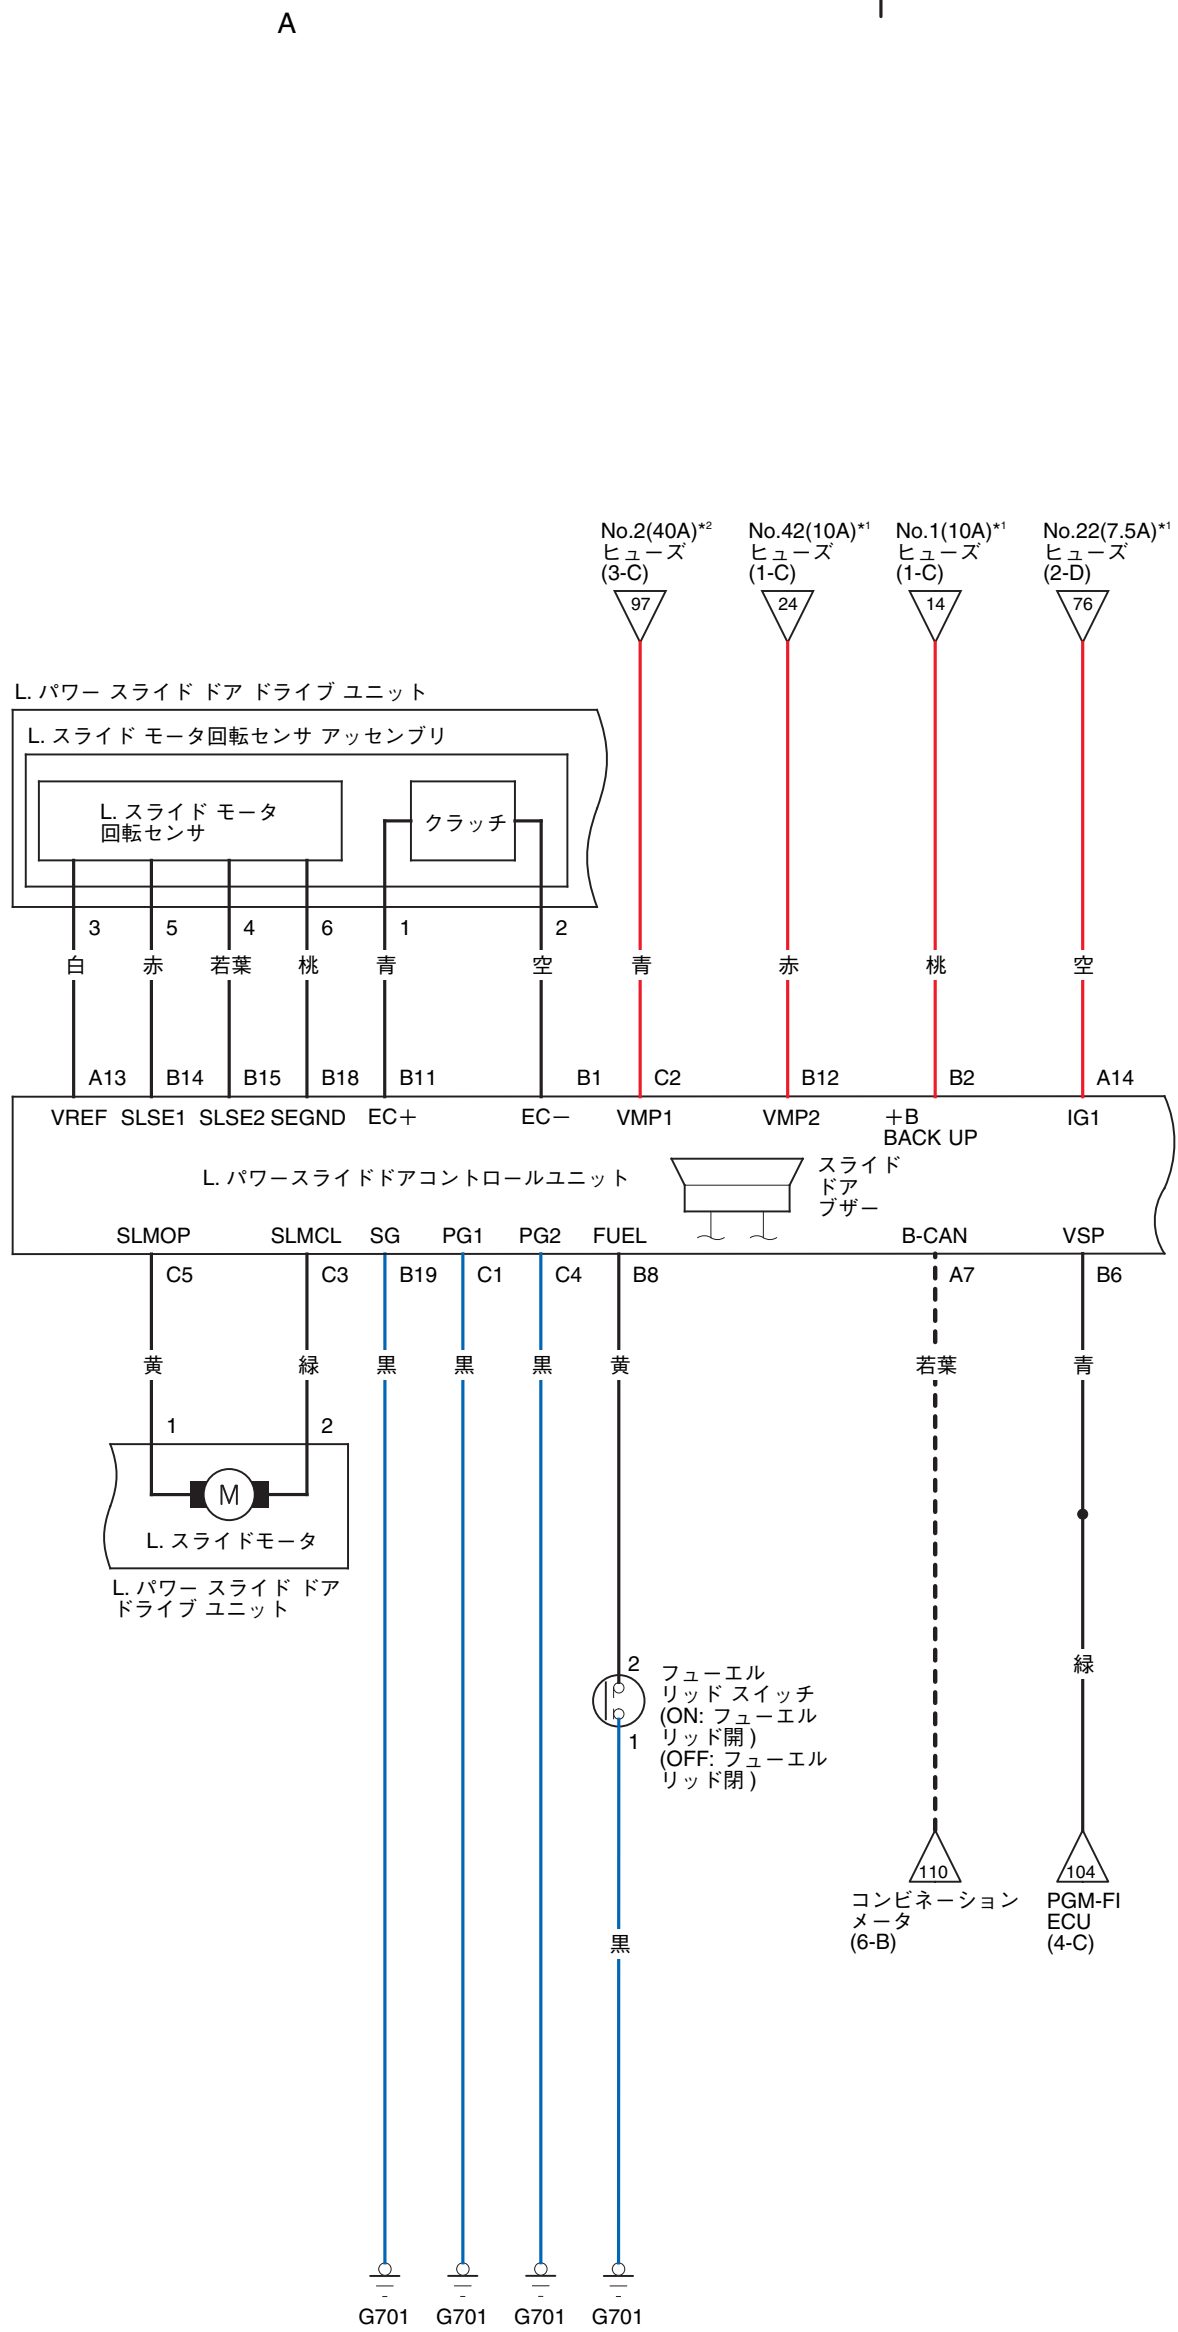 A
No.2(40A)*2
ヒューズ
(3-C)
97
No.42(10A)*1
ヒューズ
(1-C)
24
No.1(10A)*1
ヒューズ
(1-C)
14
No.22(7.5A)*1
ヒューズ
(2-D)
76
L. パワー スライド ドア ドライブ ユニット
L. スライド モータ回転センサ アッセンブリ
L. スライド モータ
回転センサ
クラッチ
3 5 4 6 1 2
白 赤 若葉 桃 青 空 青 赤 桃 空
A13 B14 B15 B18 B11 B1 C2 B12 B2 A14
VREF SLSE1 SLSE2 SEGND EC＋ EC－ VMP1 VMP2 ＋B IG1
BACK UP
L. パワースライドドアコントロールユニット
スライド
ドア
ブザー
SLMOP SLMCL SG PG1 PG2 FUEL B-CAN VSP
C5 C3 B19 C1 C4 B8 A7 B6
黄 緑 黒 黒 黒 黄 若葉 青
1 2
M
L. スライドモータ
L. パワー スライド ドア
ドライブ ユニット
緑
2
フューエル
リッド スイッチ
(ON: フューエル
リッド開 )
(OFF: フューエル
リッド閉 )
1
110
コンビネーション
メータ
(6-B)
104
PGM-FI
ECU
(4-C)
黒
G701 G701 G701 G701